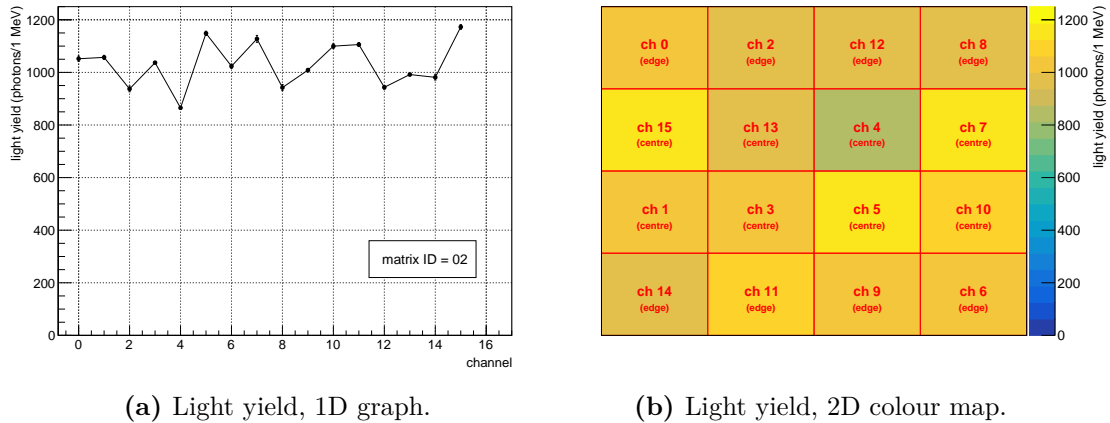 light yield (photons/1 MeV)
1200
1000
800
600
400
200
0
matrix ID = 02
0 2 4 6 8 10 12 14 16
channel
ch 0 ch 2 ch 12 ch 8
(edge) (edge) (edge) (edge)
ch 15 ch 13 ch 4 ch 7
(centre) (centre) (centre) (centre)
ch 1 ch 3 ch 5 ch 10
(centre) (centre) (centre) (centre)
ch 14 ch 11 ch 9 ch 6
(edge) (edge) (edge) (edge)
1200
1000
800
600
400
200
0
light yield (photons/1 MeV)
(a) Light yield, 1D graph.
(b) Light yield, 2D colour map.